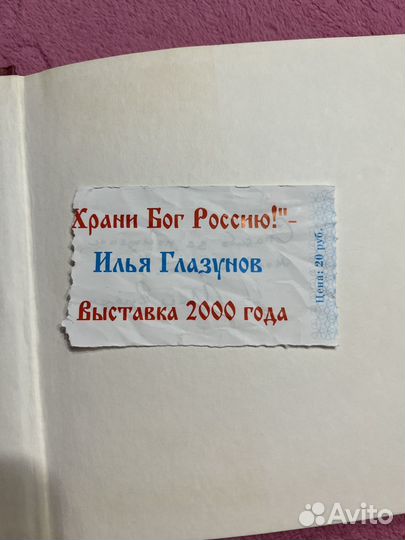 Храни Бог Россию!"-
Илья Глазунов
Выставка 2000 года
Цена: 20 руб.
Avito